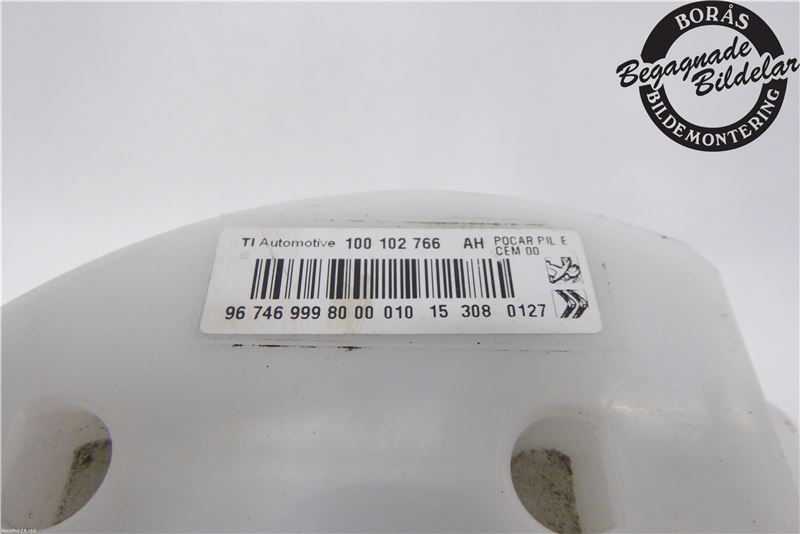 BORÅS
Begagnade
Bildelar
BILDEMONTERING
TI Automotive 100 102 766 AH POCAR PIL E
CEM 00
96 746 999 80 00 010 15 308 0127